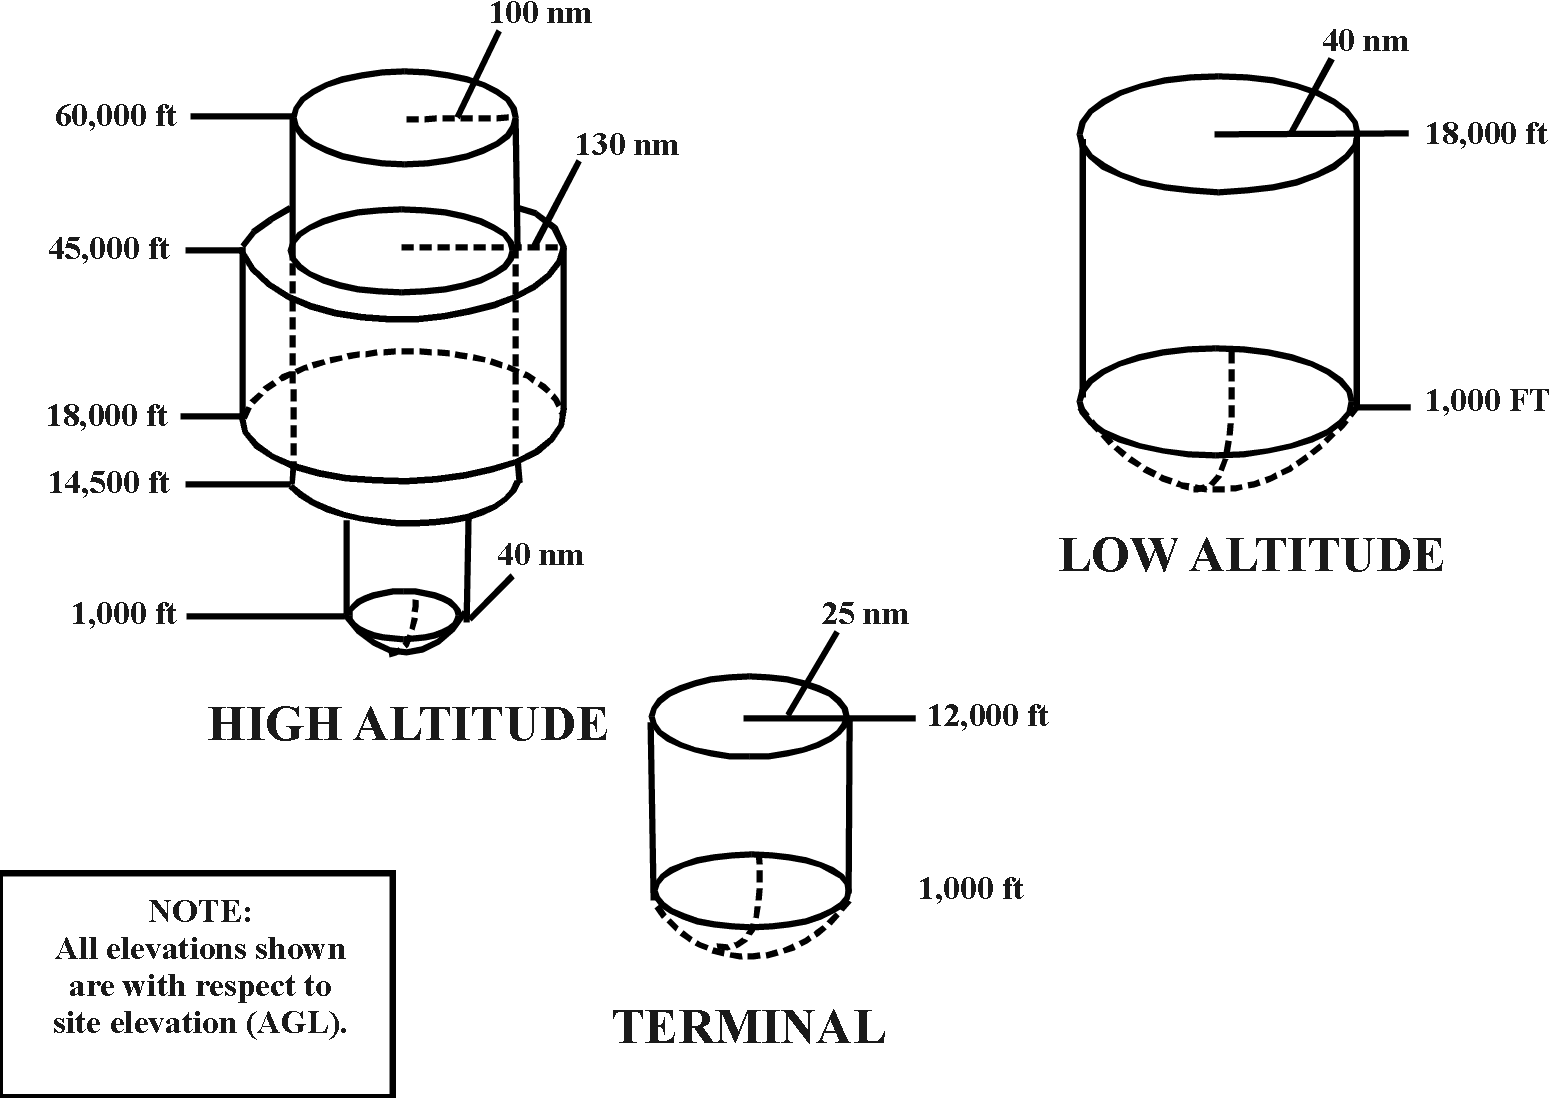 100 nm
60,000 ft
130 nm
45,000 ft
18,000 ft
14,500 ft
40 nm
1,000 ft
HIGH ALTITUDE
40 nm
18,000 ft
1,000 FT
LOW ALTITUDE
25 nm
12,000 ft
1,000 ft
TERMINAL
NOTE:
All elevations shown
are with respect to
site elevation (AGL).